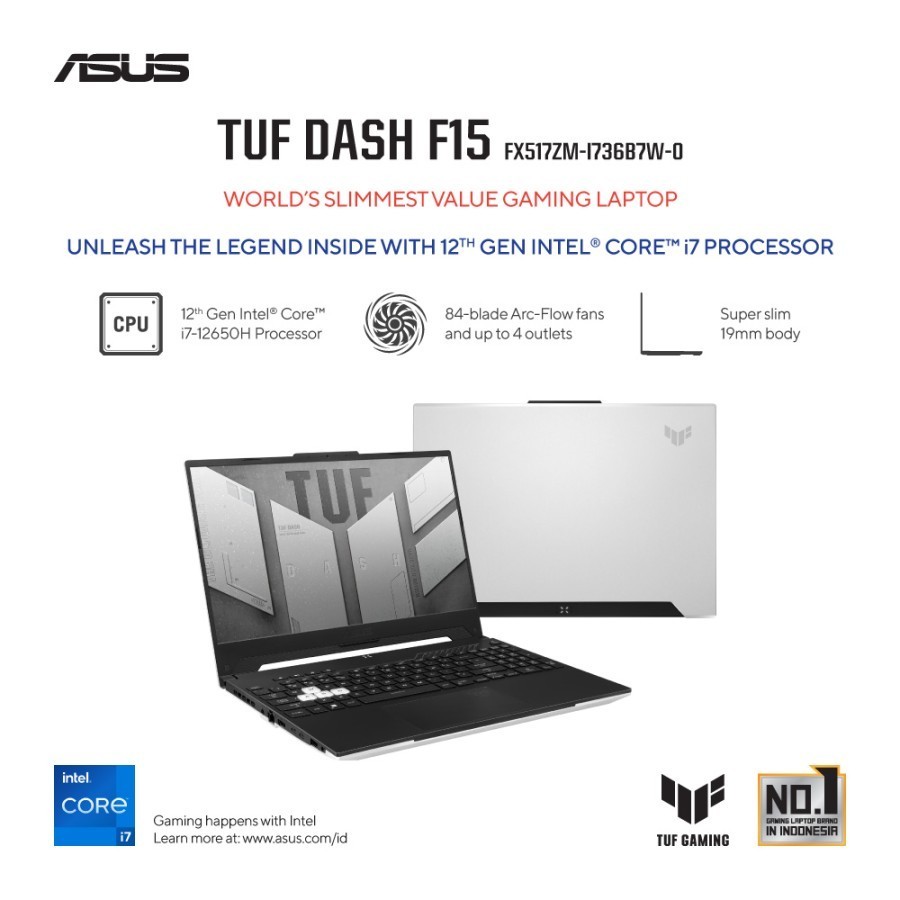 ASUS
TUF DASH F15 FX517ZM-I736B7W-O
WORLD'S SLIMMEST VALUE GAMING LAPTOP
UNLEASH THE LEGEND INSIDE WITH 12TH GEN INTEL® CORE™ i7 PROCESSOR
CPU
12th Gen Intel® Core™
i7-12650H Processor
84-blade Arc-Flow fans
and up to 4 outlets
Super slim
19mm body
TUF
TUF DASH
DASH
intel.
CORE
i7
Gaming happens with Intel
Learn more at: www.asus.com/id
TUF GAMING
NO.1
GAMING LAPTOP BRAND
IN INDONESIA